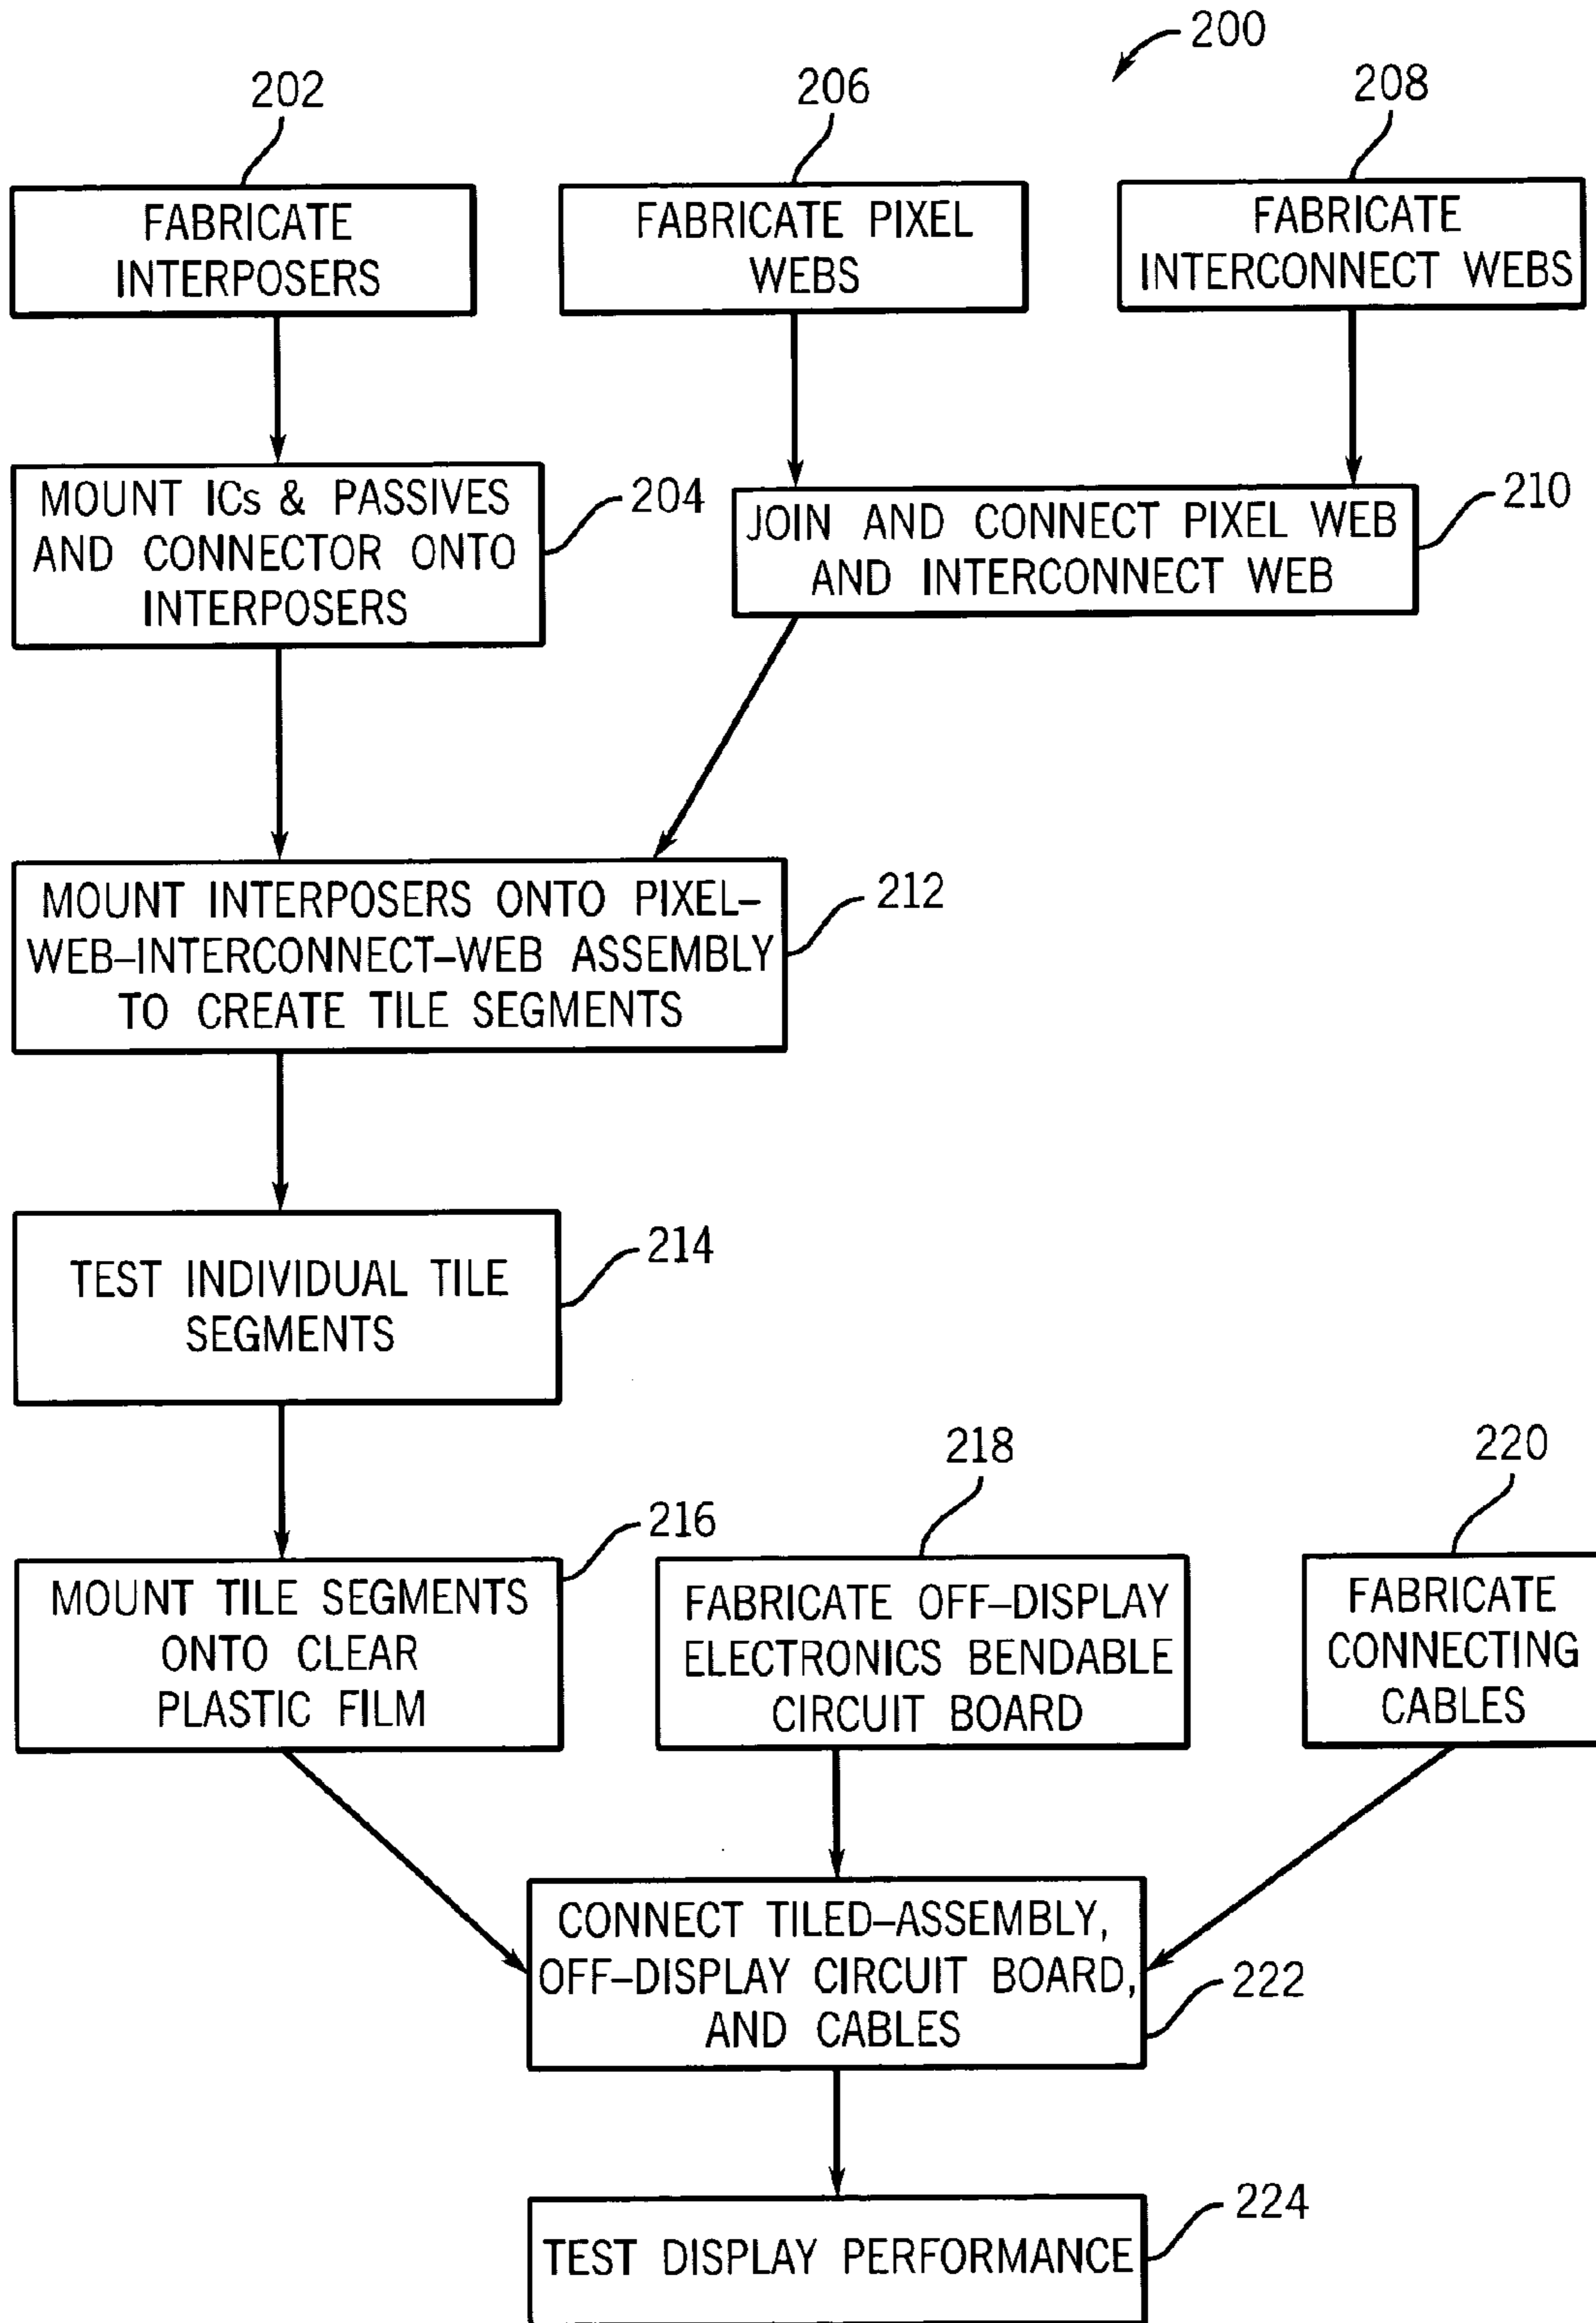 200
202
206
208
FABRICATE
INTERPOSERS
FABRICATE PIXEL
WEBS
FABRICATE
INTERCONNECT WEBS
MOUNT ICs & PASSIVES
AND CONNECTOR ONTO
INTERPOSERS
204
JOIN AND CONNECT PIXEL WEB
AND INTERCONNECT WEB
210
MOUNT INTERPOSERS ONTO PIXEL–
WEB–INTERCONNECT–WEB ASSEMBLY
TO CREATE TILE SEGMENTS
212
TEST INDIVIDUAL TILE
SEGMENTS
214
216
218
220
MOUNT TILE SEGMENTS
ONTO CLEAR
PLASTIC FILM
FABRICATE OFF–DISPLAY
ELECTRONICS BENDABLE
CIRCUIT BOARD
FABRICATE
CONNECTING
CABLES
CONNECT TILED–ASSEMBLY,
OFF–DISPLAY CIRCUIT BOARD,
AND CABLES
222
TEST DISPLAY PERFORMANCE
224